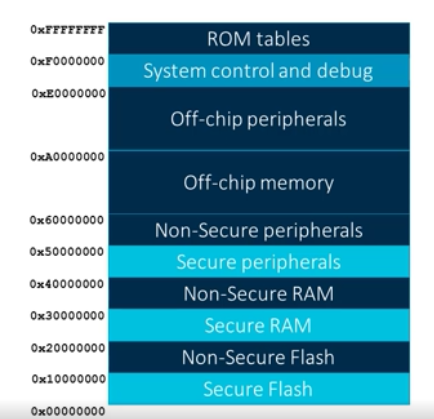 0xFFFFFFFF
ROM tables
0xF0000000
System control and debug
0xE0000000
Off-chip peripherals
0xA0000000
Off-chip memory
0x60000000
Non-Secure peripherals
0x50000000
Secure peripherals
0x40000000
Non-Secure RAM
0x30000000
Secure RAM
0x20000000
Non-Secure Flash
0x10000000
Secure Flash
0x00000000